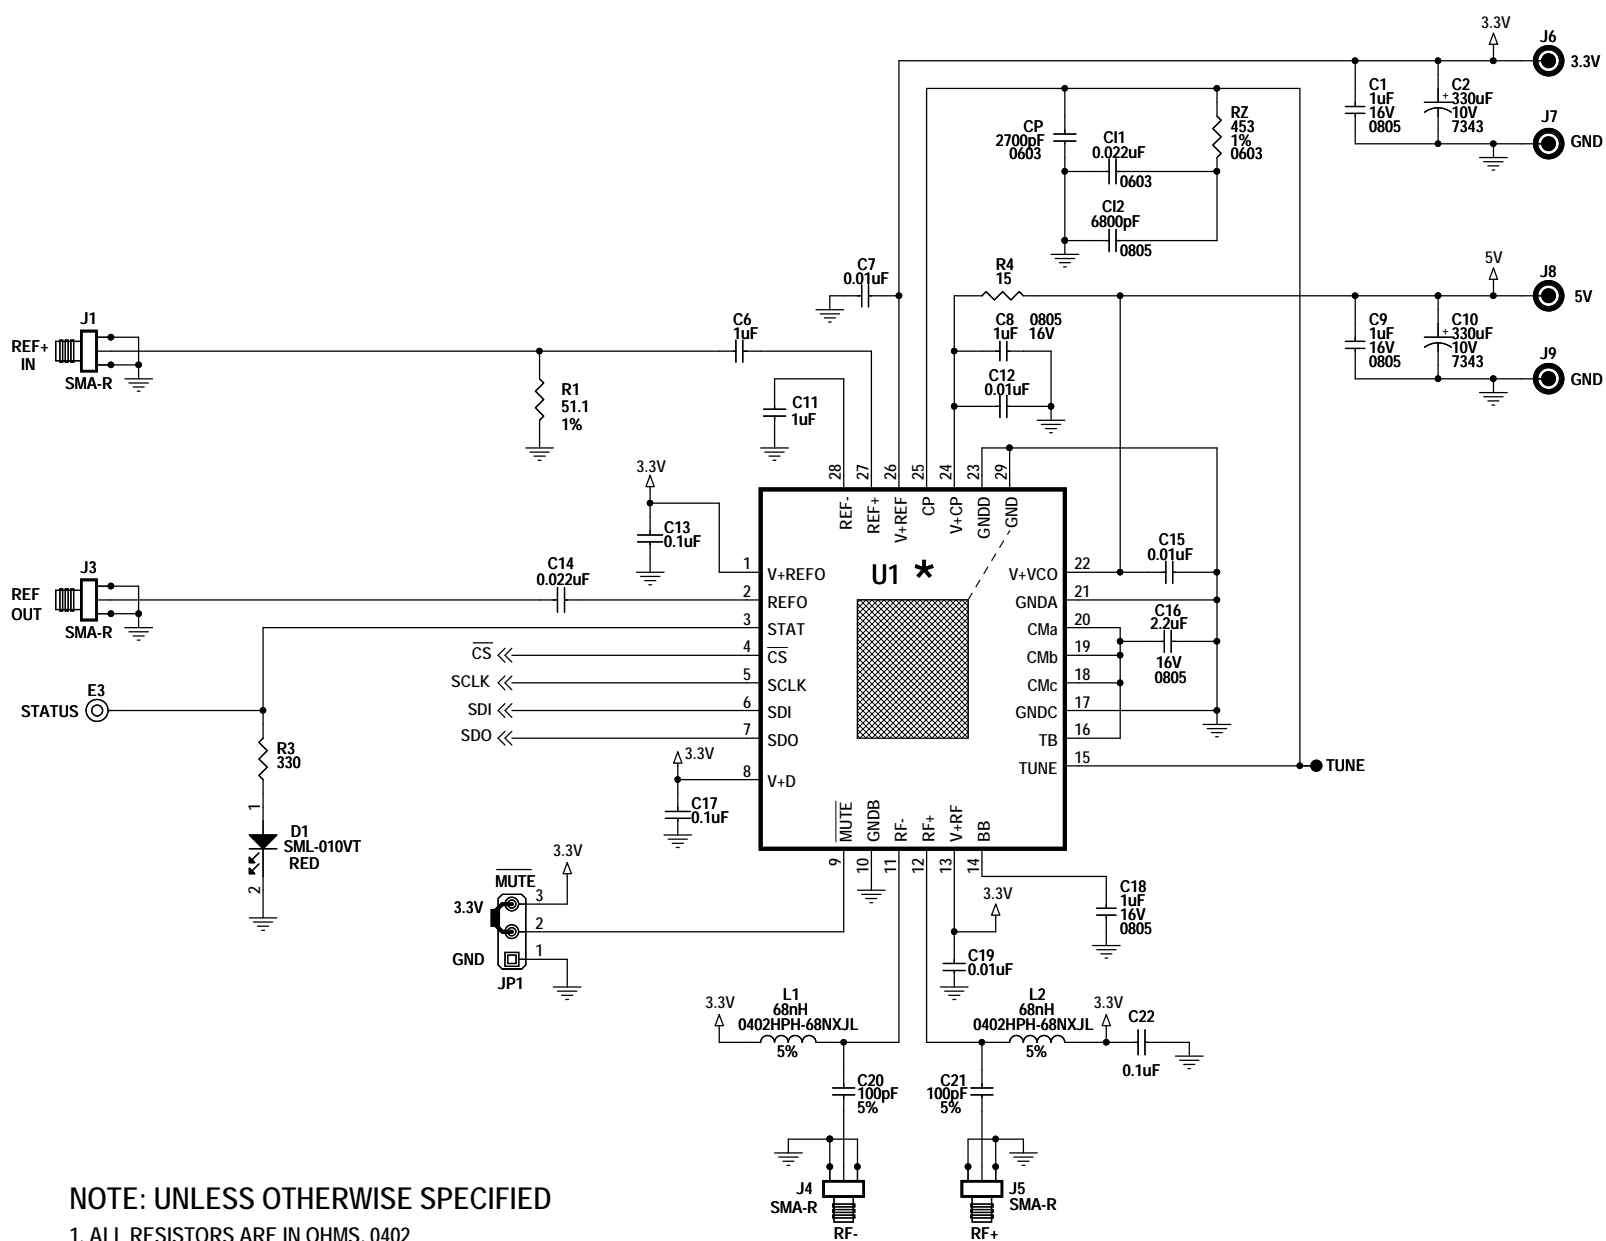 3.3V
J6
3.3V
C1
1uF
16V
0805
C2
+
330uF
10V
7343
J7
GND
CP
2700pF
0603
CI1
0.022uF
0603
RZ
453
1%
0603
CI2
6800pF
0805
C7
0.01uF
R4
15
5V
J8
5V
C8
1uF
0805
16V
C9
1uF
16V
0805
C10
+
330uF
10V
7343
J9
GND
C12
0.01uF
J1
REF+
IN
SMA-R
C6
1uF
R1
51.1
1%
C11
1uF
3.3V
C13
0.1uF
28
27
26
25
24
23
29
REF-
REF+
V+REF
CP
V+CP
GNDD
GND
U1 *
J3
REF
OUT
SMA-R
C14
0.022uF
1
V+REFO
2
REFO
3
STAT
CS
4
CS
SCLK
5
SCLK
SDI
6
SDI
SDO
7
SDO
3.3V
8
V+D
C17
0.1uF
22
V+VCO
C15
0.01uF
21
GNDA
20
CMa
C16
2.2uF
16V
0805
19
CMb
18
CMc
17
GNDC
16
TB
15
TUNE
TUNE
E3
STATUS
R3
330
1
D1
SML-010VT
RED
2
MUTE
GNDB
RF-
RF+
V+RF
BB
9
10
11
12
13
14
3.3V
MUTE
3.3V
3
2
GND
1
JP1
3.3V
C18
1uF
16V
0805
C19
0.01uF
3.3V
L1
68nH
0402HPH-68NXJL
5%
L2
68nH
0402HPH-68NXJL
5%
3.3V
C22
0.1uF
C20
100pF
5%
C21
100pF
5%
J4
SMA-R
RF-
J5
SMA-R
RF+
NOTE: UNLESS OTHERWISE SPECIFIED
1. ALL RESISTORS ARE IN OHMS, 0402